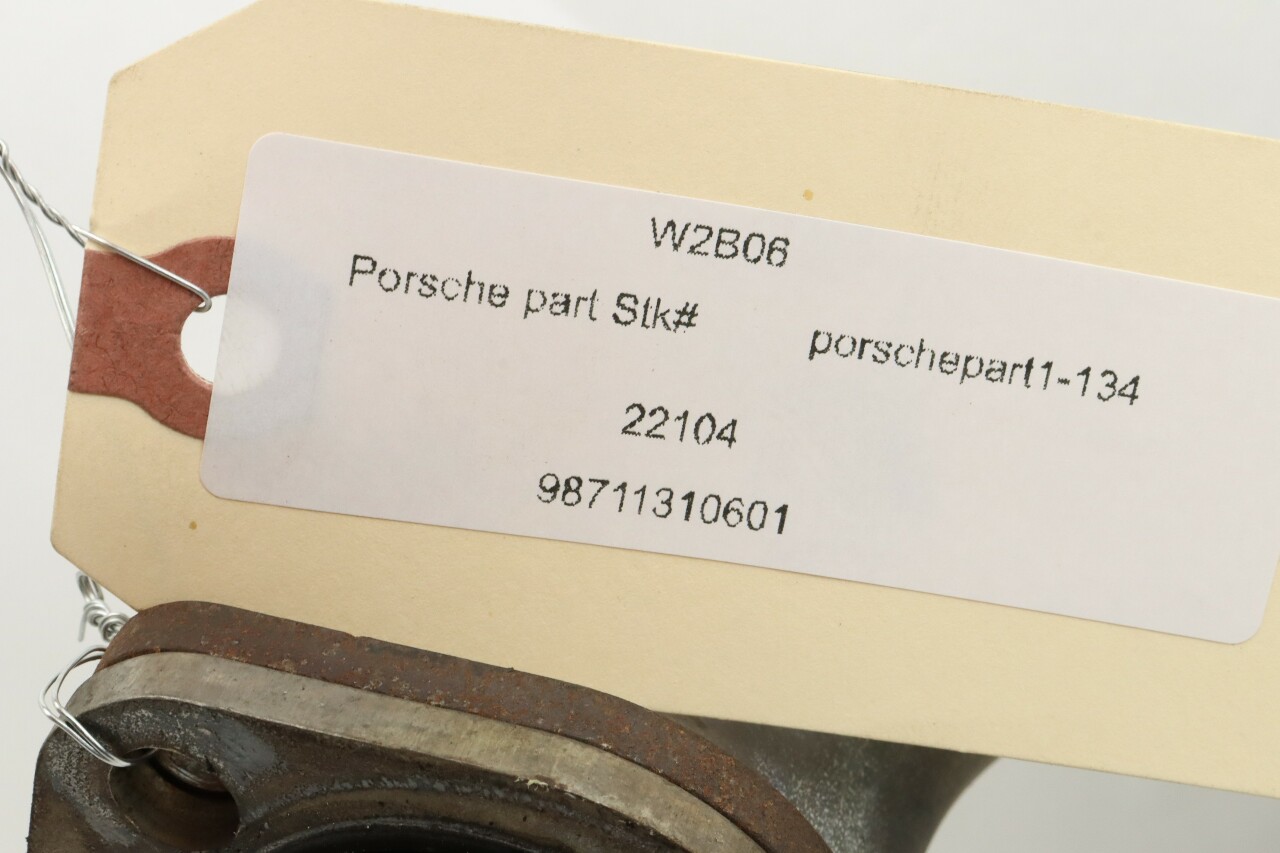 W2B06
Porsche part Stk# porschepart1-134
22104
98711310601